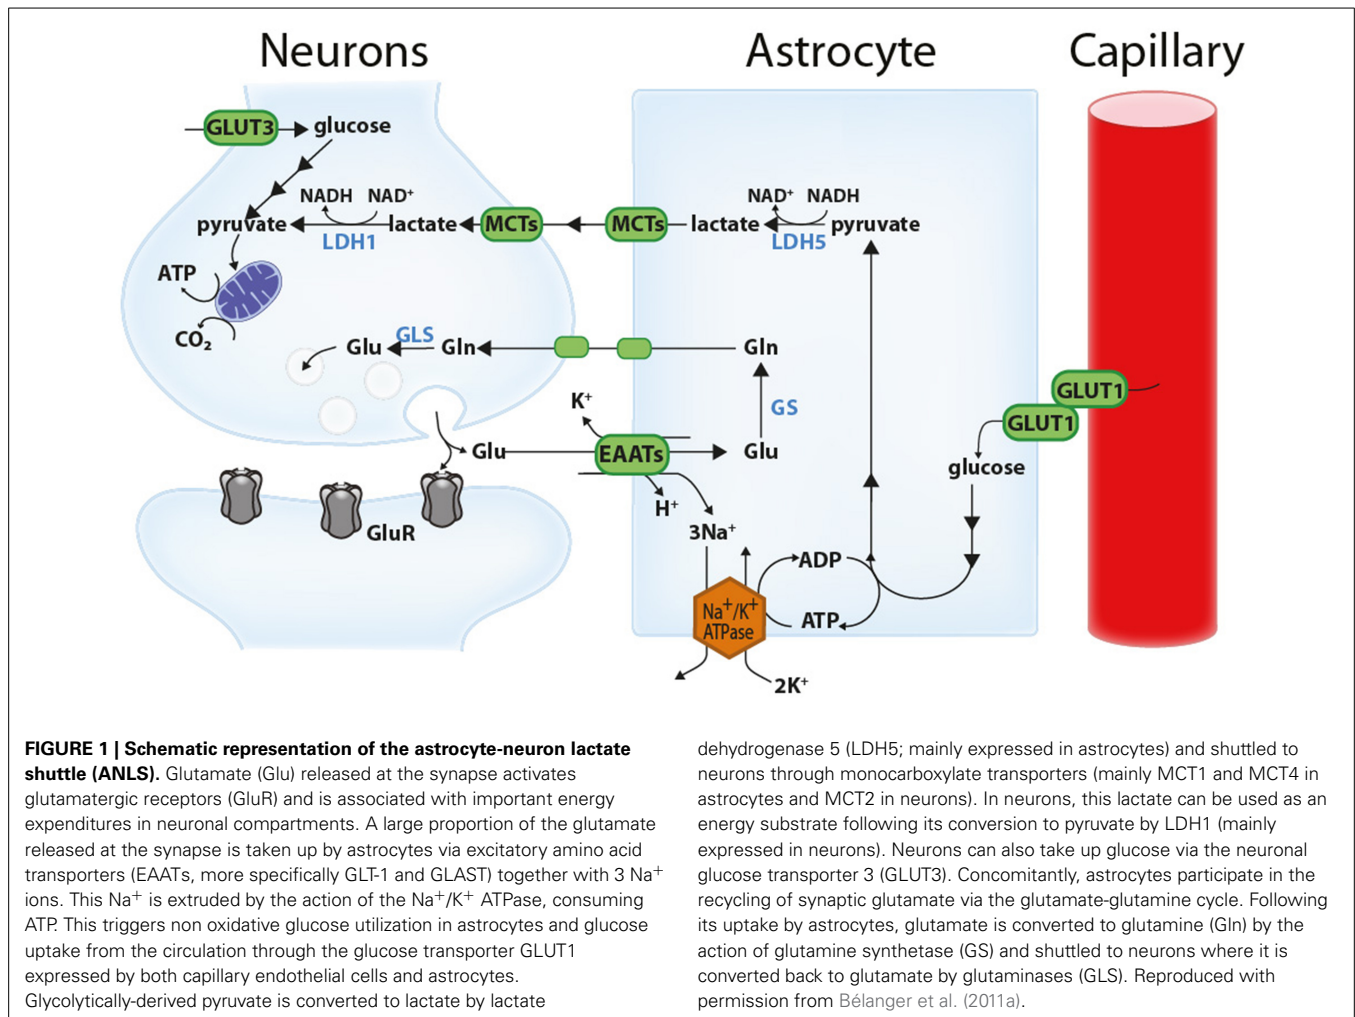 Neurons
Astrocyte
Capillary
GLUT3
glucose
NADH
NAD⁺
pyruvate
lactate
MCTs
MCTs
lactate
NAD⁺
NADH
pyruvate
LDH1
LDH5
ATP
CO₂
Glu
GLS
Gln
Gln
GS
K⁺
Glu
EAATs
Glu
H⁺
3Na⁺
GluR
GLUT1
GLUT1
glucose
ADP
Na⁺/K⁺
ATPase
ATP
2K⁺
FIGURE 1 | Schematic representation of the astrocyte-neuron lactate
shuttle (ANLS). Glutamate (Glu) released at the synapse activates
glutamatergic receptors (GluR) and is associated with important energy
expenditures in neuronal compartments. A large proportion of the glutamate
released at the synapse is taken up by astrocytes via excitatory amino acid
transporters (EAATs, more specifically GLT-1 and GLAST) together with 3 Na⁺
ions. This Na⁺ is extruded by the action of the Na⁺/K⁺ ATPase, consuming
ATP. This triggers non oxidative glucose utilization in astrocytes and glucose
uptake from the circulation through the glucose transporter GLUT1
expressed by both capillary endothelial cells and astrocytes.
Glycolytically-derived pyruvate is converted to lactate by lactate
dehydrogenase 5 (LDH5; mainly expressed in astrocytes) and shuttled to
neurons through monocarboxylate transporters (mainly MCT1 and MCT4 in
astrocytes and MCT2 in neurons). In neurons, this lactate can be used as an
energy substrate following its conversion to pyruvate by LDH1 (mainly
expressed in neurons). Neurons can also take up glucose via the neuronal
glucose transporter 3 (GLUT3). Concomitantly, astrocytes participate in the
recycling of synaptic glutamate via the glutamate-glutamine cycle. Following
its uptake by astrocytes, glutamate is converted to glutamine (Gln) by the
action of glutamine synthetase (GS) and shuttled to neurons where it is
converted back to glutamate by glutaminases (GLS). Reproduced with
permission from Bélanger et al. (2011a).